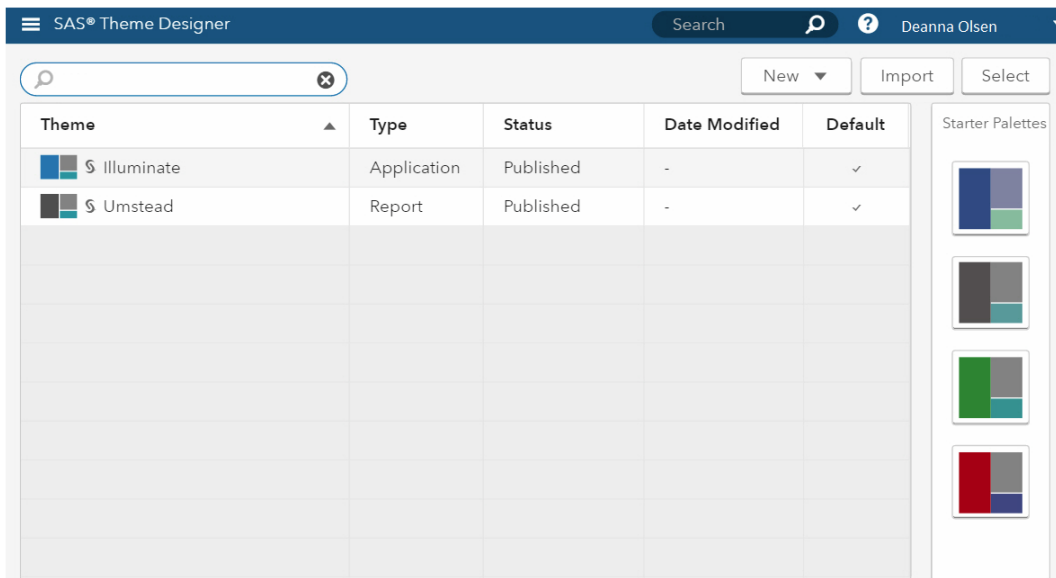 SAS® Theme Designer Search ? Deanna Olsen
New Import Select
Theme Type Status Date Modified Default Starter Palettes
Illuminate Application Published -
Umstead Report Published -